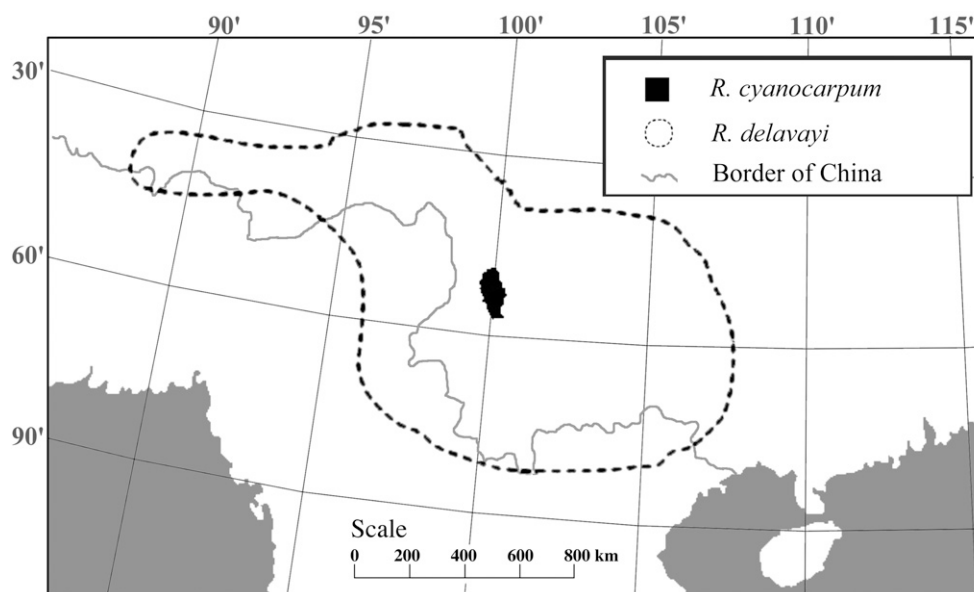 90' 95' 100' 105' 110' 115'
30'
R. cyanocarpum
R. delavayi
Border of China
60'
90'
Scale
0 200 400 600 800 km